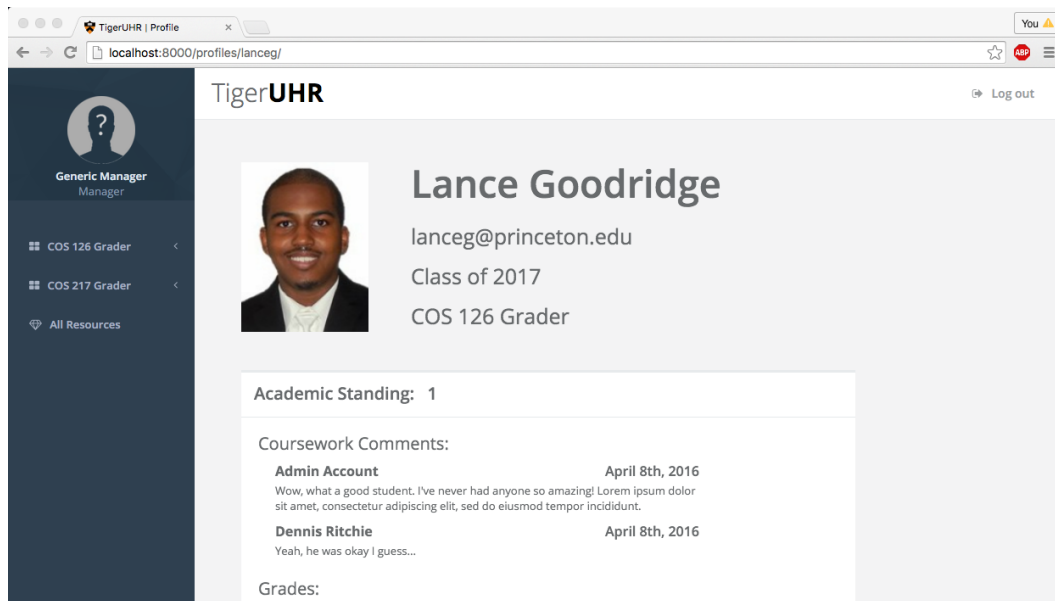 TigerUHR | Profile
You
localhost:8000/profiles/lanceg/
ABP
TigerUHR
Log out
?
Generic Manager
Manager
COS 126 Grader
COS 217 Grader
All Resources
Lance Goodridge
lanceg@princeton.edu
Class of 2017
COS 126 Grader
Academic Standing: 1
Coursework Comments:
Admin Account April 8th, 2016
Wow, what a good student. I've never had anyone so amazing! Lorem ipsum dolor
sit amet, consectetur adipiscing elit, sed do eiusmod tempor incididunt.
Dennis Ritchie April 8th, 2016
Yeah, he was okay I guess...
Grades: